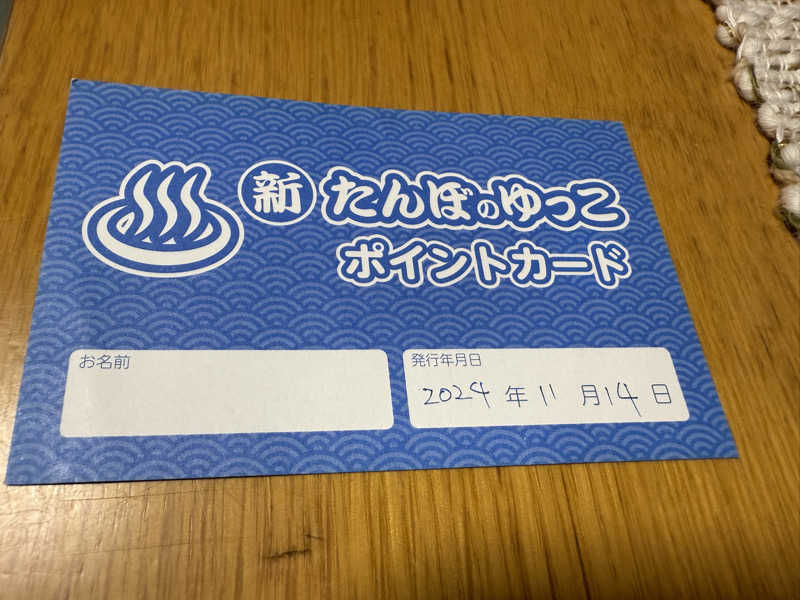 新 たんぼのゆっこ
ポイントカード
お名前
発行年月日
2024年11月14日